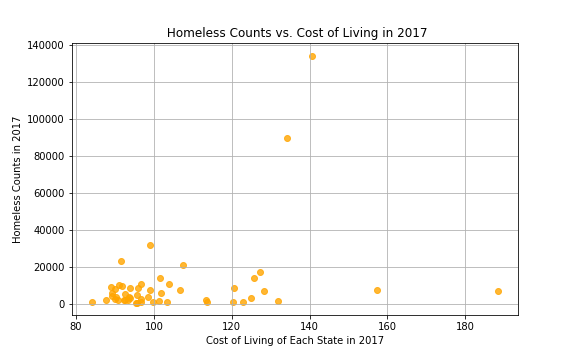 Homeless Counts vs. Cost of Living in 2017
140000
120000
100000
80000
60000
40000
20000
0
Homeless Counts in 2017
80 100 120 140 160 180
Cost of Living of Each State in 2017